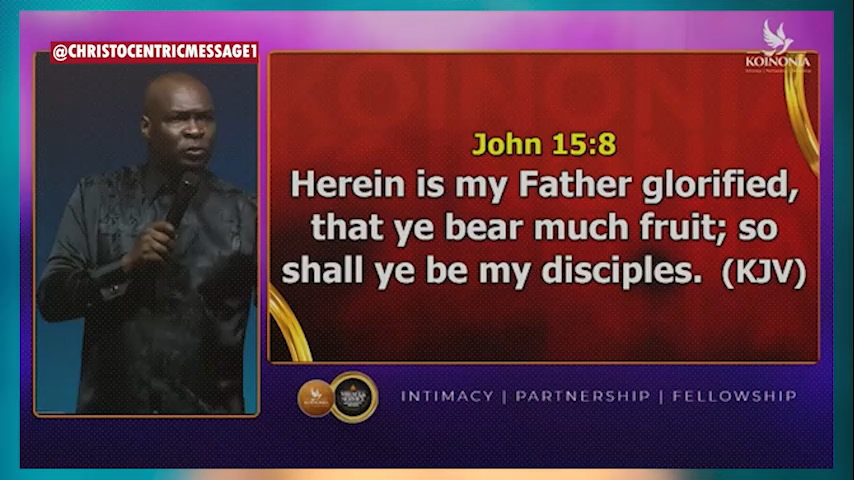 @CHRISTOCENTRICMESSAGE1
KOINONIA
John 15:8
Herein is my Father glorified,
that ye bear much fruit; so
shall ye be my disciples. (KJV)
KOINONIA
INTIMACY | PARTNERSHIP | FELLOWSHIP